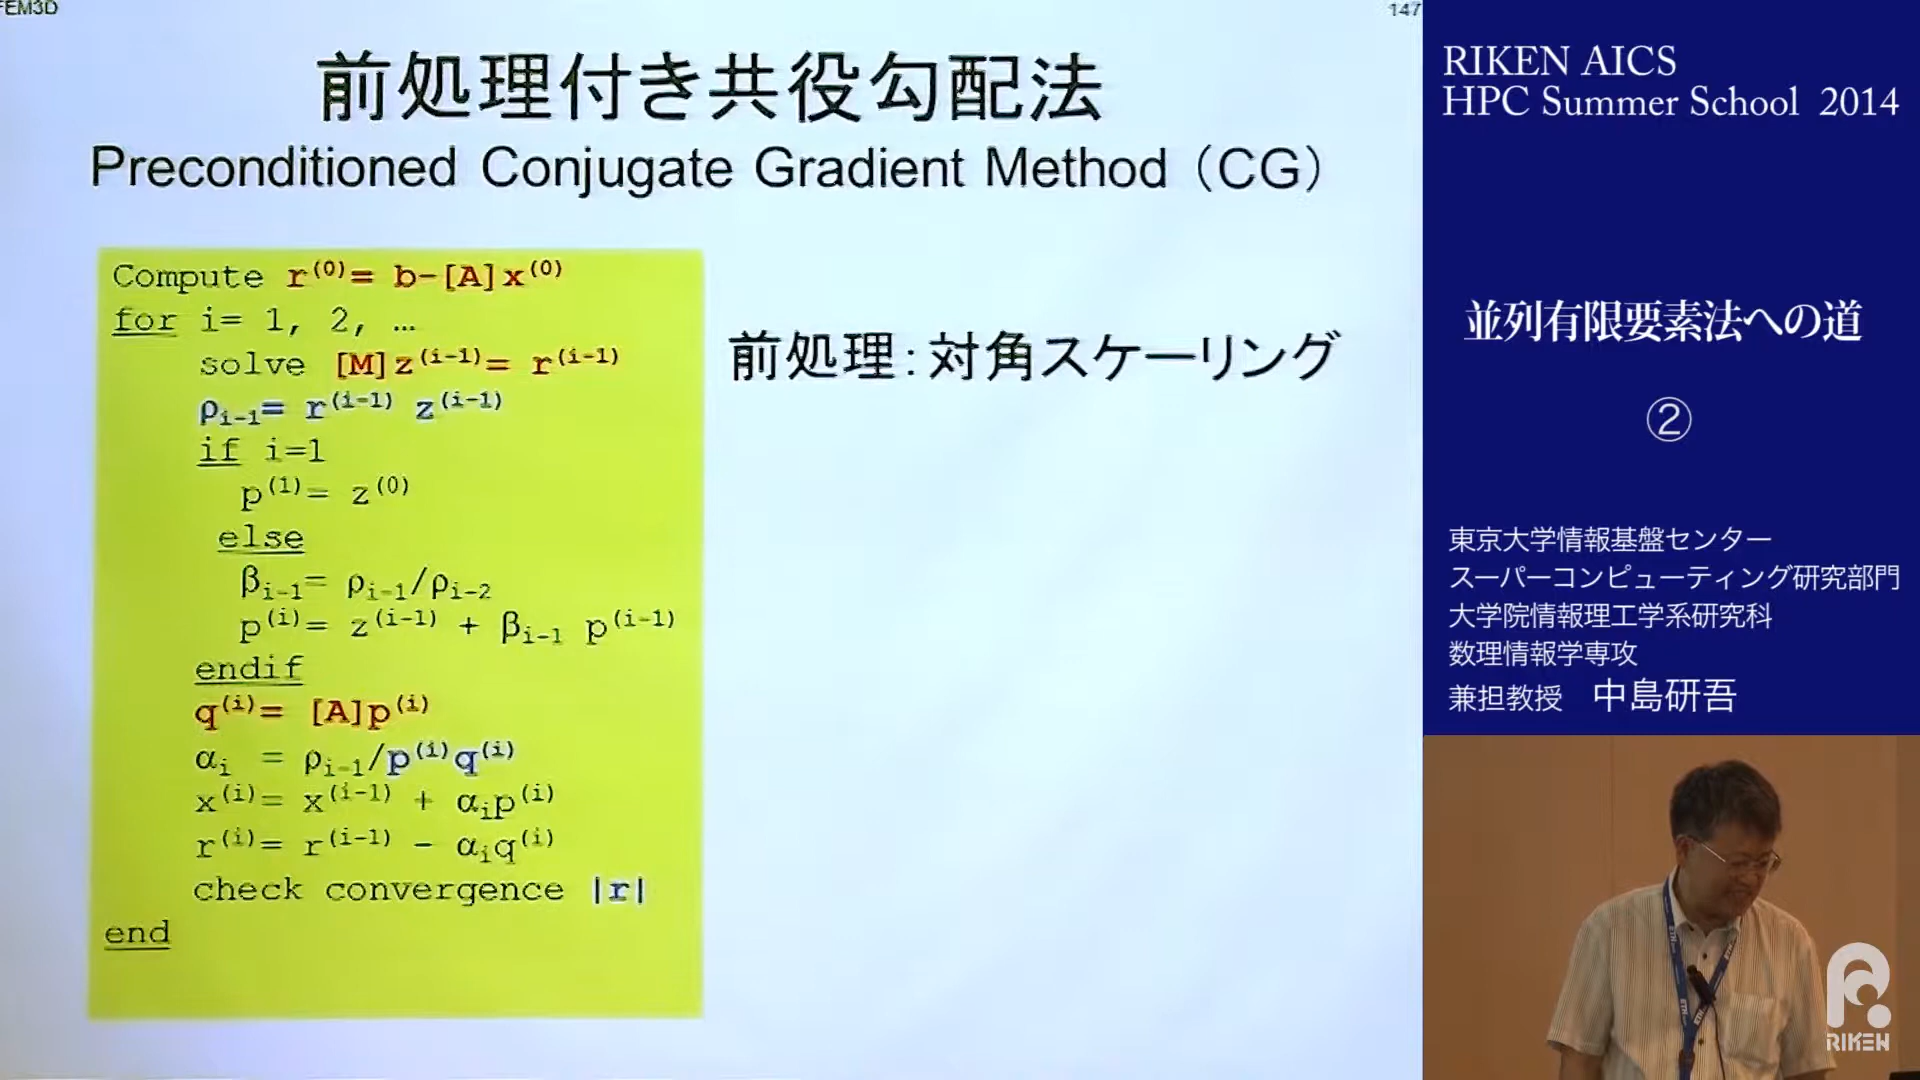 FEM3D
147
前処理付き共役勾配法
Preconditioned Conjugate Gradient Method (CG)
Compute r(0)= b-[A]x(0)
for i= 1, 2, …
solve [M]z(i-1)= r(i-1)
ρi-1= r(i-1) z(i-1)
if i=1
p(1)= z(0)
else
βi-1= ρi-1/ρi-2
p(i)= z(i-1) + βi-1 p(i-1)
endif
q(i)= [A]p(i)
αi = ρi-1/p(i)q(i)
x(i)= x(i-1) + αip(i)
r(i)= r(i-1) - αiq(i)
check convergence |r|
end
前処理:対角スケーリング
RIKEN AICS
HPC Summer School 2014
並列有限要素法への道
②
東京大学情報基盤センター
スーパーコンピューティング研究部門
大学院情報理工学系研究科
数理情報学専攻
兼担教授 中島研吾
RIKEN